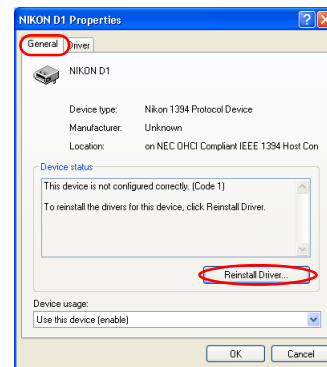 NIKON D1 Properties
General Driver
NIKON D1
Device type: Nikon 1394 Protocol Device
Manufacturer: Unknown
Location: on NEC OHCI Compliant IEEE 1394 Host Con
Device status
This device is not configured correctly. (Code 1)
To reinstall the drivers for this device, click Reinstall Driver.
Reinstall Driver...
Device usage:
Use this device (enable)
OK Cancel